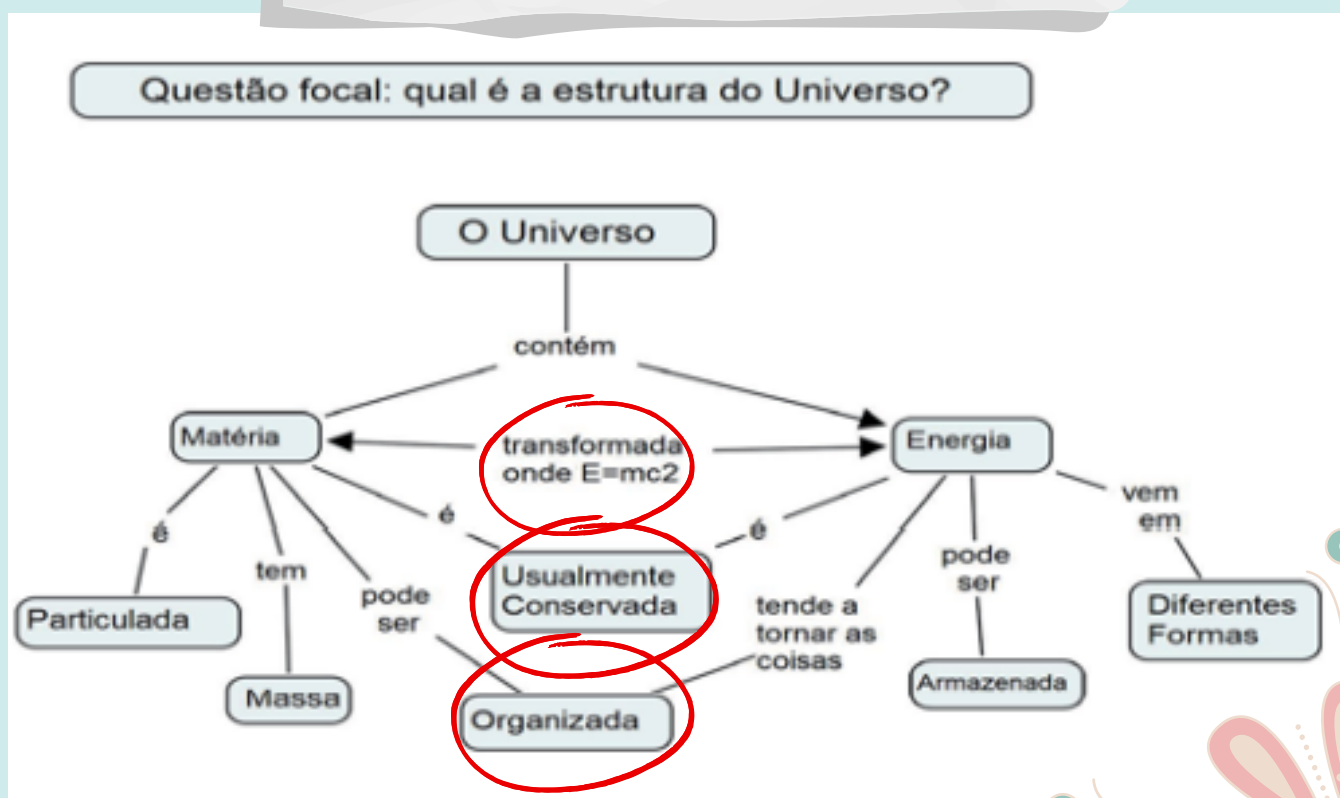 Questão focal: qual é a estrutura do Universo?
O Universo
contém
Matéria
transformada
onde E=mc2
Energia
é
tem
pode
ser
é
é
tende a
tornar as
coisas
pode
ser
vem
em
Particulada
Massa
Usualmente
Conservada
Organizada
Armazenada
Diferentes
Formas